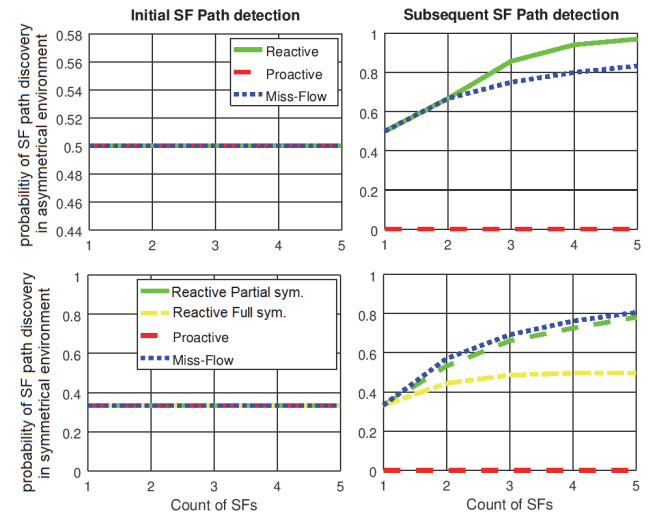 Initial SF Path detection
Subsequent SF Path detection
probabilitiy of SF path discovery
in asymmetrical environment
0.58
0.56
0.54
0.52
0.5
0.48
0.46
0.44
Reactive
Proactive
Miss-Flow
1 2 3 4 5
1
0.8
0.6
0.4
0.2
0
1 2 3 4 5
probability of SF path discovery
in symmetrical environment
1
0.8
0.6
0.4
0.2
0
Reactive Partial sym.
Reactive Full sym.
Proactive
Miss-Flow
1 2 3 4 5
Count of SFs
1
0.8
0.6
0.4
0.2
0
1 2 3 4 5
Count of SFs